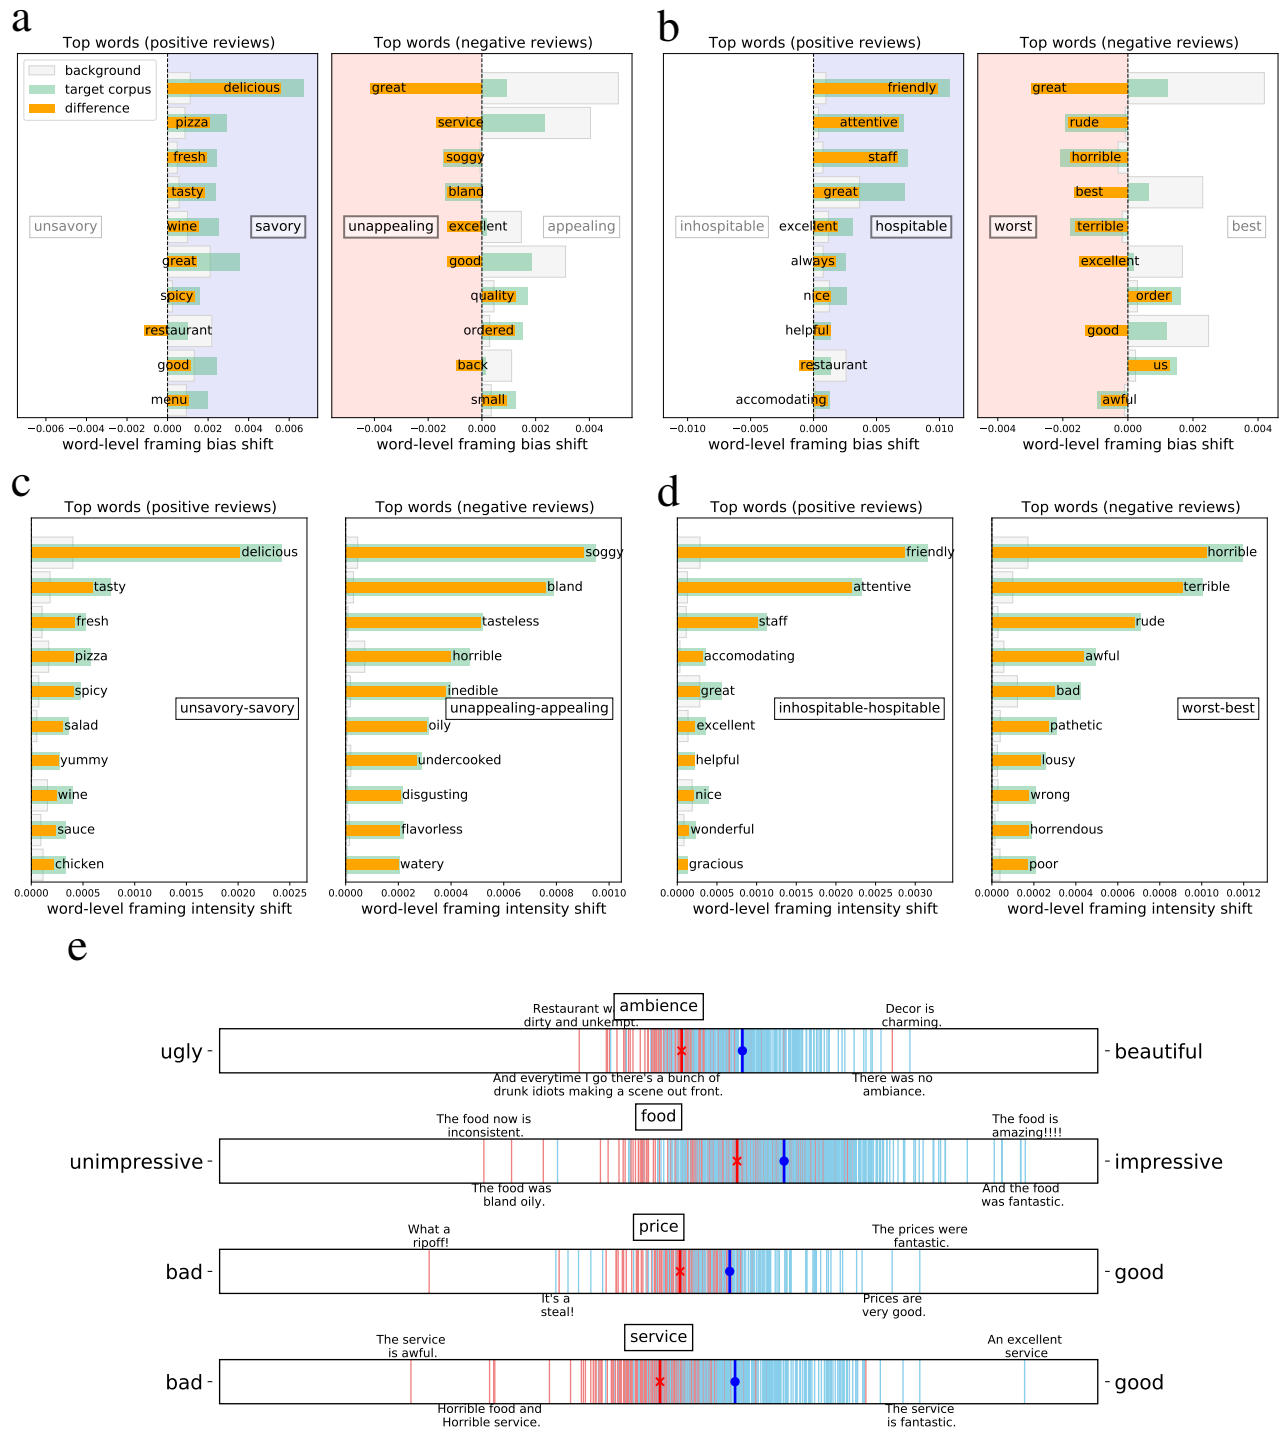 a
Top words (positive reviews)
background
target corpus
difference
delicious
pizza
fresh
tasty
wine
great
spicy
restaurant
good
menu
unsavory
savory
−0.006 −0.004 −0.002 0.000 0.002 0.004 0.006
word-level framing bias shift
Top words (negative reviews)
great
service
soggy
bland
excellent
good
quality
ordered
back
small
unappealing
appealing
−0.004 −0.002 0.000 0.002 0.004
word-level framing bias shift
b
Top words (positive reviews)
friendly
attentive
staff
great
excellent
always
nice
helpful
restaurant
accomodating
inhospitable
hospitable
−0.010 −0.005 0.000 0.005 0.010
word-level framing bias shift
Top words (negative reviews)
great
rude
horrible
best
terrible
excellent
order
good
us
awful
worst
best
−0.004 −0.002 0.000 0.002 0.004
word-level framing bias shift
c
Top words (positive reviews)
delicious
tasty
fresh
pizza
spicy
salad
yummy
wine
sauce
chicken
unsavory-savory
0.0000 0.0005 0.0010 0.0015 0.0020 0.0025
word-level framing intensity shift
Top words (negative reviews)
soggy
bland
tasteless
horrible
inedible
oily
undercooked
disgusting
flavorless
watery
unappealing-appealing
0.0000 0.0002 0.0004 0.0006 0.0008 0.0010
word-level framing intensity shift
d
Top words (positive reviews)
friendly
attentive
staff
accomodating
great
excellent
helpful
nice
wonderful
gracious
inhospitable-hospitable
0.0000 0.0005 0.0010 0.0015 0.0020 0.0025 0.0030
word-level framing intensity shift
Top words (negative reviews)
horrible
terrible
rude
awful
bad
pathetic
lousy
wrong
horrendous
poor
worst-best
0.0000 0.0002 0.0004 0.0006 0.0008 0.0010 0.0012
word-level framing intensity shift
e
ambience
Restaurant
dirty and unkempt.
Decor is
charming.
ugly
beautiful
And everytime I go there's a bunch of
drunk idiots making a scene out front.
There was no
ambiance.
food
The food now is
inconsistent.
The food is
amazing!!!!
unimpressive
impressive
The food was
bland oily.
And the food
was fantastic.
price
What a
ripoff!
The prices were
fantastic.
bad
good
It's a
steal!
Prices are
very good.
service
The service
is awful.
An excellent
service
bad
good
Horrible food and
Horrible service.
The service
is fantastic.